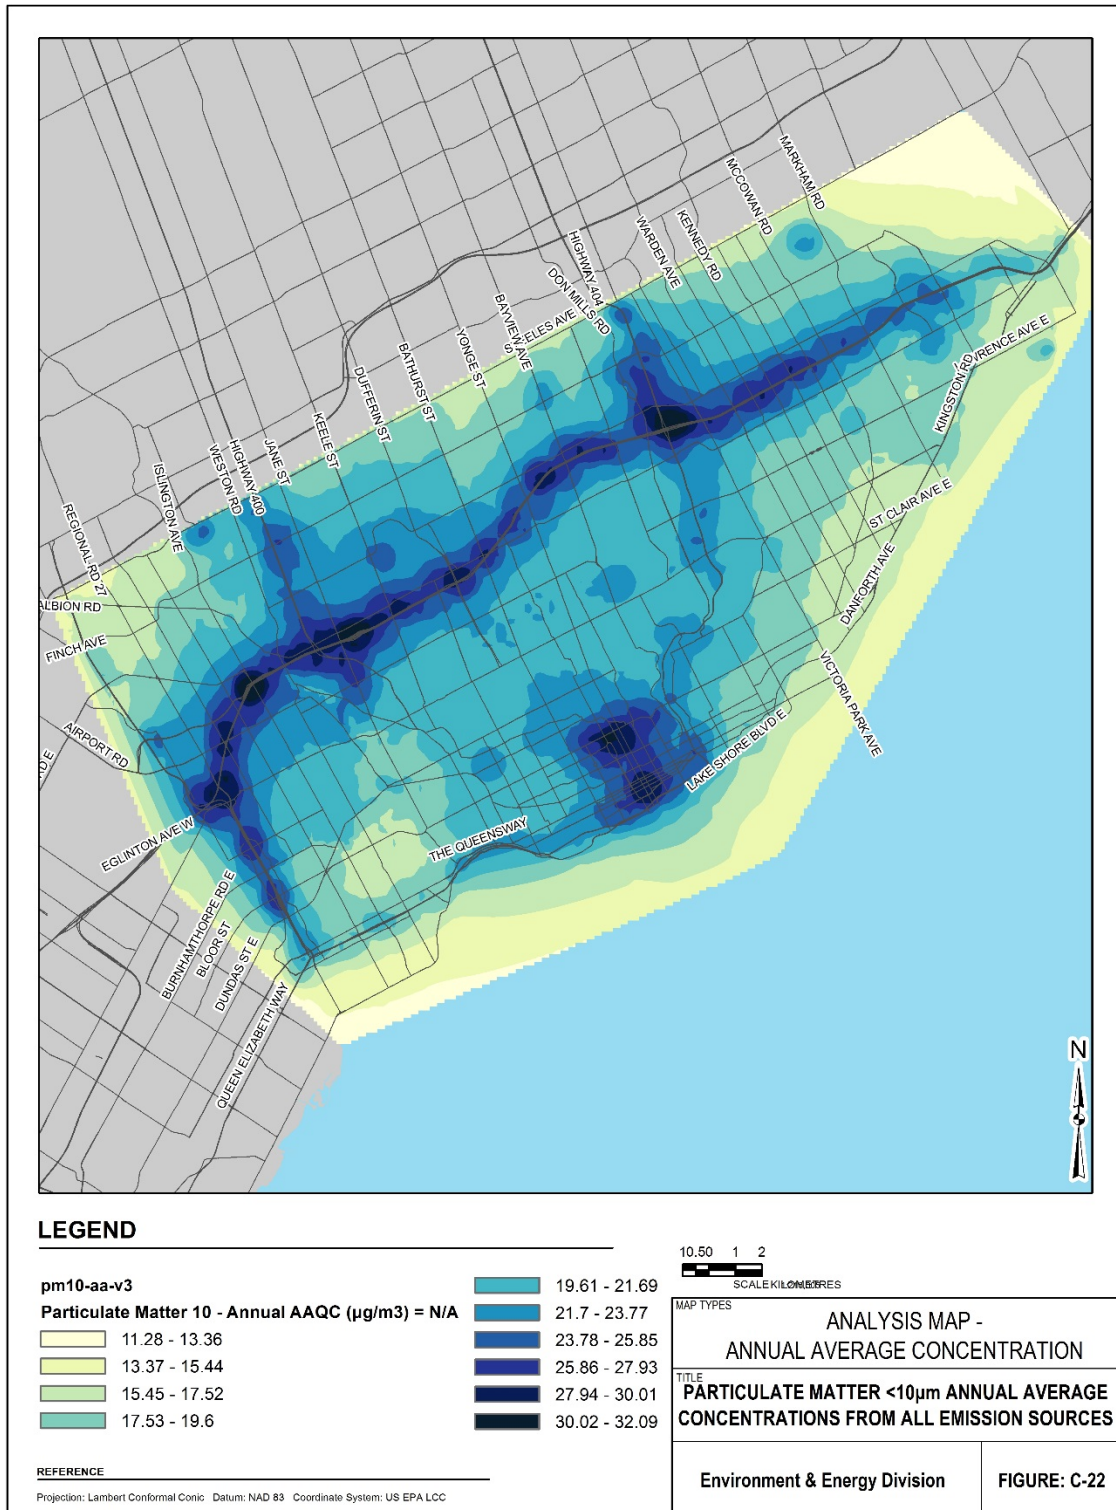 MARKHAM RD
MCCOWAN RD
KENNEDY RD
WARDEN AVE
HIGHWAY 404
DON MILLS RD
S EELES AVE
BAYVIEW AVE
YONGE ST
BATHURST ST
DUFFERIN ST
KEELE ST
JANE ST
HIGHWAY 400
WESTON RD
ISLINGTON AVE
REGIONAL RD 27
ALBION RD
FINCH AVE
AIRPORT RD
RD E
EGLINTON AVE W
BURNHAMTHORPE RD E
BLOOR ST
DUNDAS ST E
QUEEN ELIZABETH WAY
THE QUEENSWAY
LAKE SHORE BLVD E
VICTORIA PARK AVE
DANFORTH AVE
ST CLAIR AVE E
KINGSTON RD
WRENCE AVE E
N
LEGEND
pm10-aa-v3
Particulate Matter 10 - Annual AAQC (µg/m3) = N/A
11.28 - 13.36
13.37 - 15.44
15.45 - 17.52
17.53 - 19.6
19.61 - 21.69
21.7 - 23.77
23.78 - 25.85
25.86 - 27.93
27.94 - 30.01
30.02 - 32.09
10.50 1 2
REFERENCE
Projection: Lambert Conformal Conic Datum: NAD 83 Coordinate System: US EPA LCC
MAP TYPES
ANALYSIS MAP -
ANNUAL AVERAGE CONCENTRATION
TITLE
PARTICULATE MATTER <10µm ANNUAL AVERAGE
CONCENTRATIONS FROM ALL EMISSION SOURCES
Environment & Energy Division
FIGURE: C-22